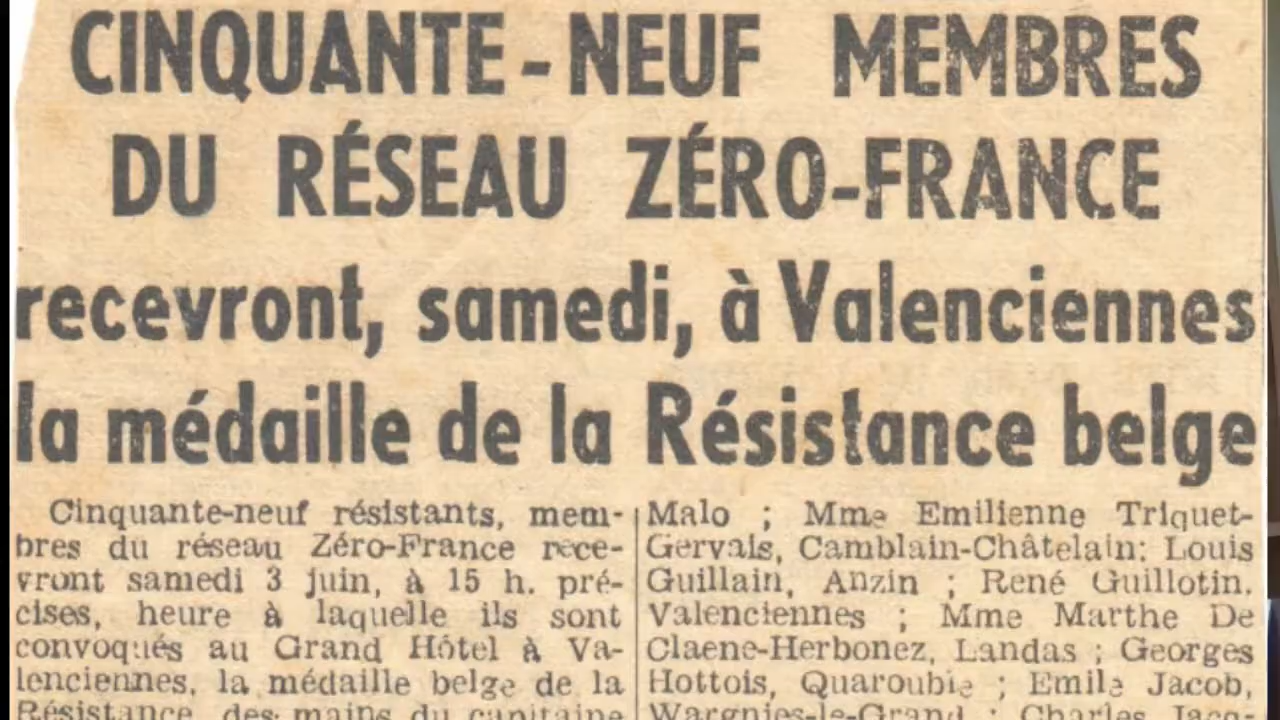 CINQUANTE-NEUF MEMBRES
DU RÉSEAU ZÉRO-FRANCE
recevront, samedi, à Valenciennes
la médaille de la Résistance belge
Cinquante-neuf résistants, mem-
bres du réseau Zéro-France rece-
vront samedi 3 juin, à 15 h. pré-
cises, heure à laquelle ils sont
convoqués au Grand Hôtel à Va-
lenciennes, la médaille belge de la
Résistance, des mains du capitaine
Malo ; Mme Emilienne Triquet-
Gervais, Camblain-Châtelain: Louis
Guillain, Anzin ; René Guillotin,
Valenciennes ; Mme Marthe De
Claene-Herbonez, Landas ; Georges
Hottois, Quarouble ; Emile Jacob,
Wargnies-le-Grand ; Charles Jac-